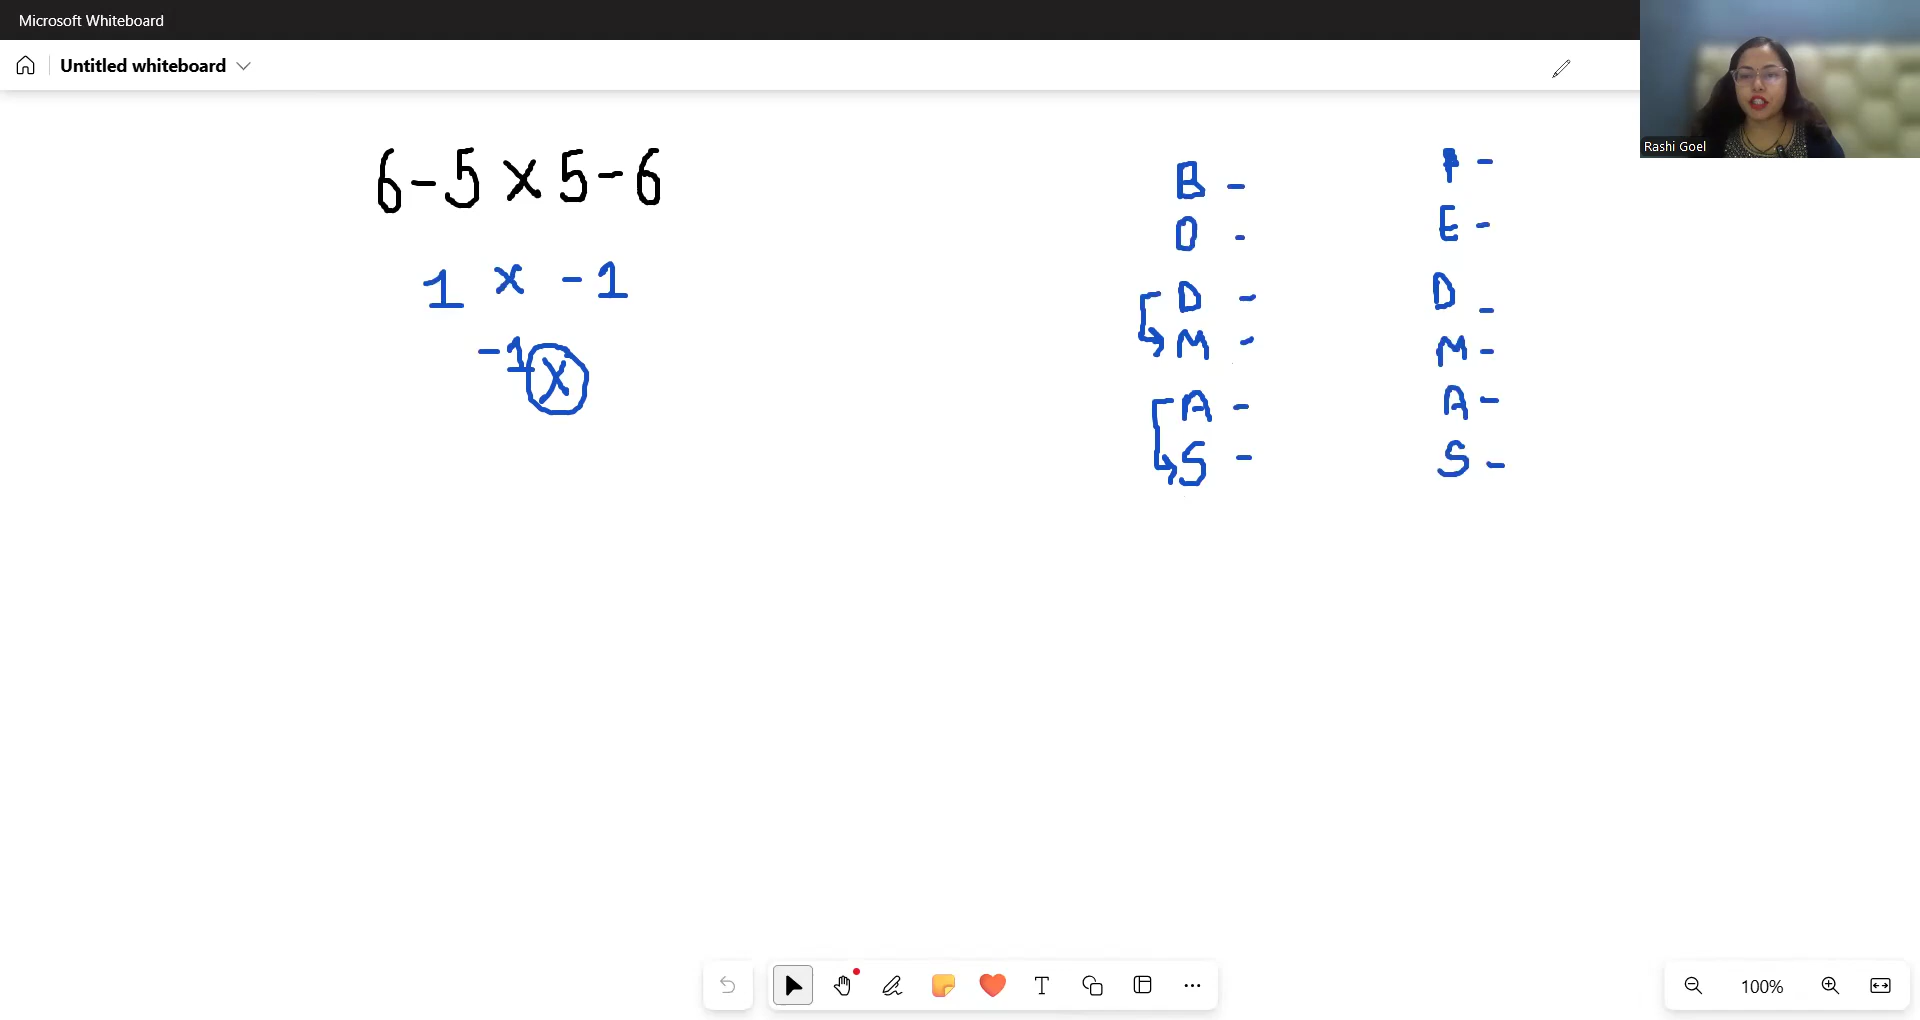 Microsoft Whiteboard
Untitled whiteboard
Rashi Goel
6-5×5-6
1 × -1
-1 ×
B -
O -
D -
M -
A -
S -
P -
E -
D -
M -
A -
S -
T
100%